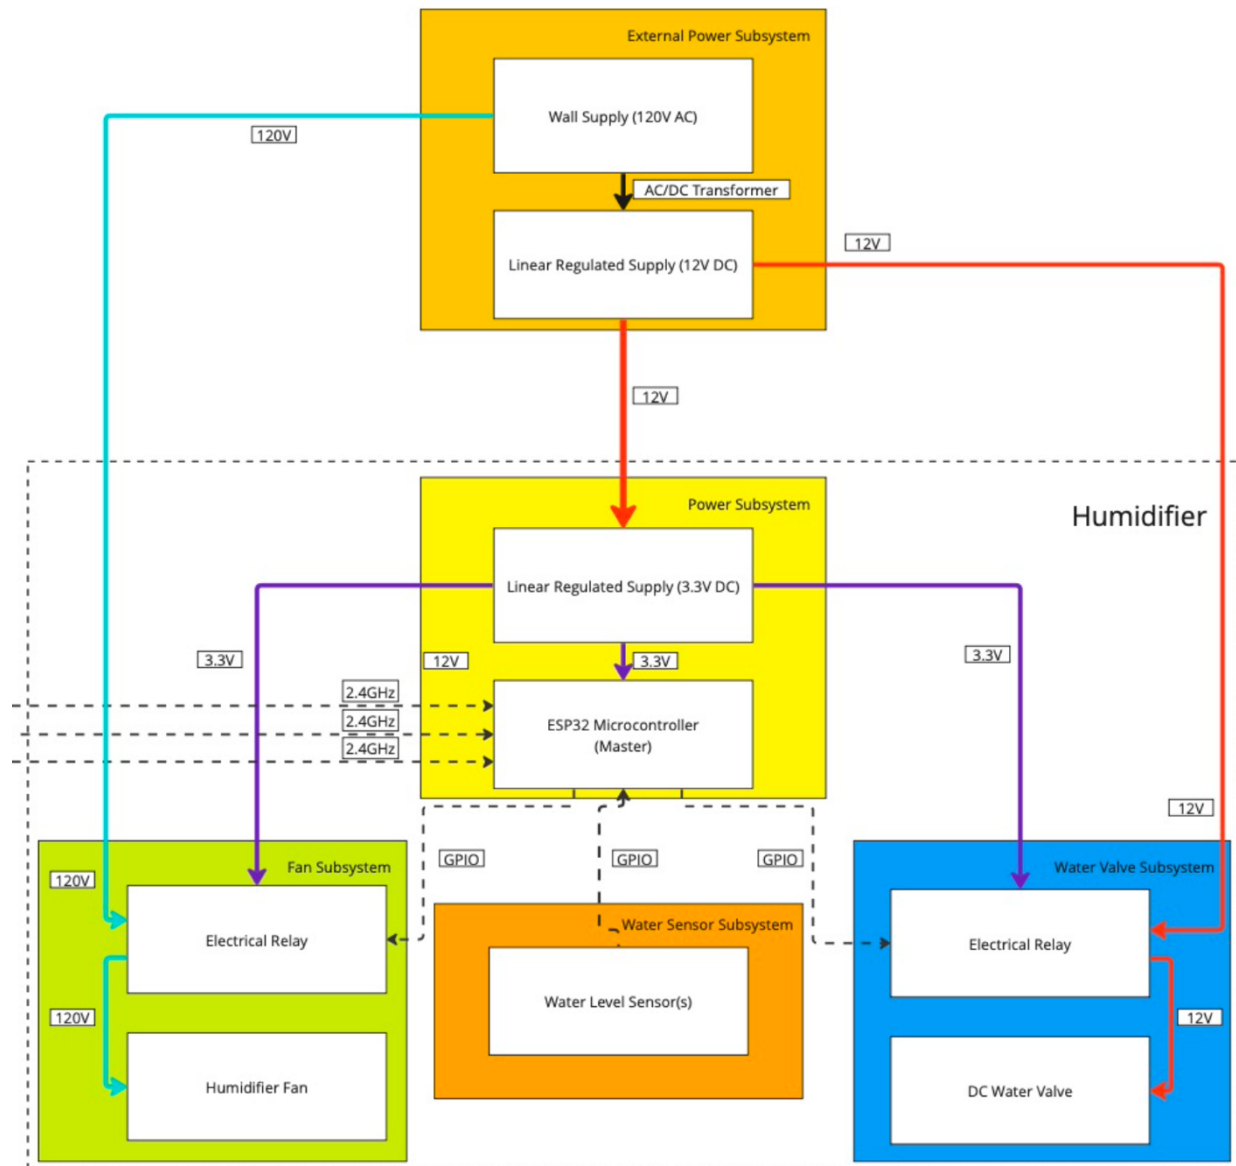 External Power Subsystem
Wall Supply (120V AC)
120V
AC/DC Transformer
12V
Linear Regulated Supply (12V DC)
12V
Power Subsystem
Humidifier
Linear Regulated Supply (3.3V DC)
3.3V
12V
3.3V
3.3V
2.4GHz
2.4GHz
2.4GHz
ESP32 Microcontroller
(Master)
12V
GPIO
GPIO
GPIO
Fan Subsystem
Water Valve Subsystem
120V
Water Sensor Subsystem
Electrical Relay
Electrical Relay
Water Level Sensor(s)
120V
12V
Humidifier Fan
DC Water Valve